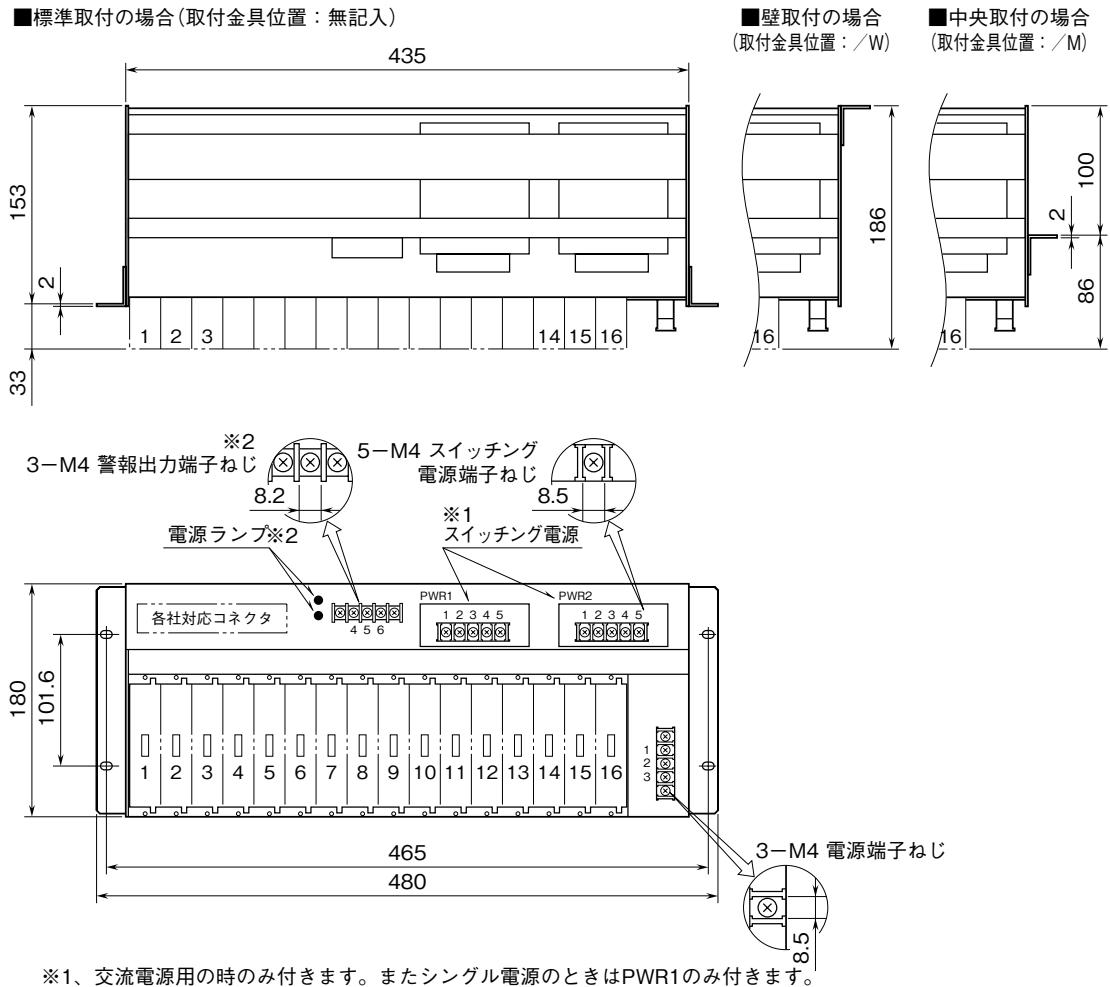 ■標準取付の場合(取付金具位置：無記入)
■壁取付の場合
(取付金具位置：／W)
■中央取付の場合
(取付金具位置：／M)
435
153
2
33
1 2 3 14 15 16
16
186
16
100
2
86
※2
3－M4 警報出力端子ねじ
8.2
5－M4 スイッチング
電源端子ねじ
8.5
電源ランプ※2
※1
スイッチング電源
各社対応コネクタ
4 5 6
PWR1
1 2 3 4 5
PWR2
1 2 3 4 5
180
101.6
1 2 3 4 5 6 7 8 9 10 11 12 13 14 15 16
1
2
3
465
480
3－M4 電源端子ねじ
8.5
※1、交流電源用の時のみ付きます。またシングル電源のときはPWR1のみ付きます。